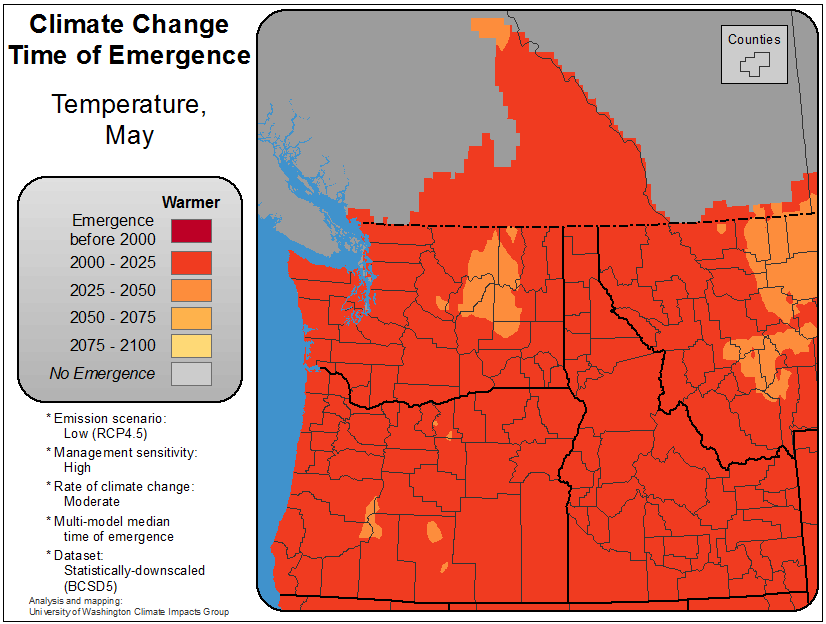 Climate Change
Time of Emergence
Temperature,
May
Warmer
Emergence
before 2000
2000 - 2025
2025 - 2050
2050 - 2075
2075 - 2100
No Emergence
* Emission scenario:
Low (RCP4.5)
* Management sensitivity:
High
* Rate of climate change:
Moderate
* Multi-model median
time of emergence
* Dataset:
Statistically-downscaled
(BCSD5)
Analysis and mapping:
University of Washington Climate Impacts Group
Counties